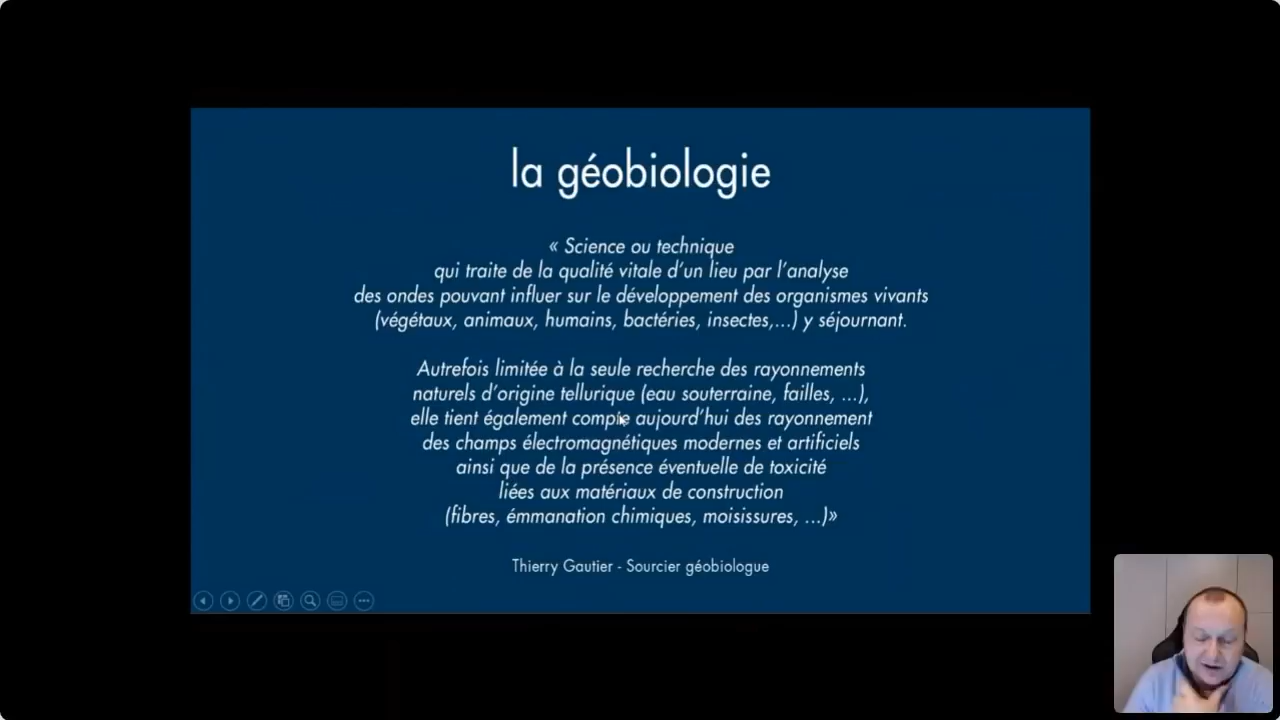 la géobiologie
« Science ou technique
qui traite de la qualité vitale d'un lieu par l'analyse
des ondes pouvant influer sur le développement des organismes vivants
(végétaux, animaux, humains, bactéries, insectes,...) y séjournant.
Autrefois limitée à la seule recherche des rayonnements
naturels d'origine tellurique (eau souterraine, failles, ...),
elle tient également compte aujourd'hui des rayonnement
des champs électromagnétiques modernes et artificiels
ainsi que de la présence éventuelle de toxicité
liées aux matériaux de construction
(fibres, émmanation chimiques, moisissures, ...)»
Thierry Gautier - Sourcier géobiologue